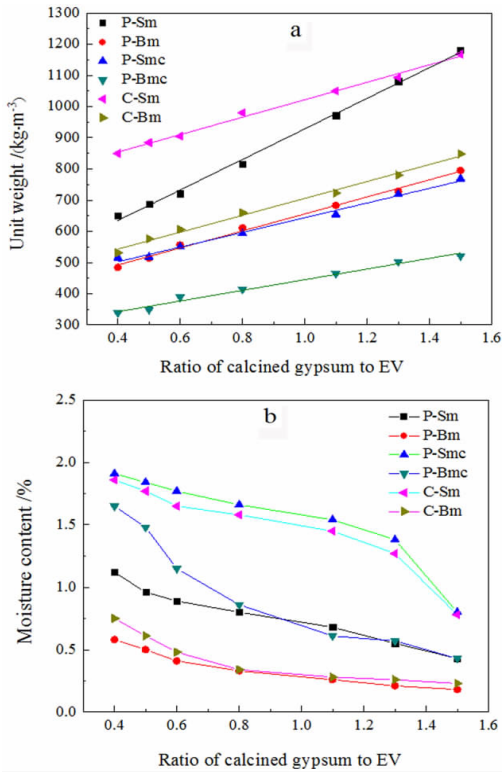 a
1300
1200
1100
1000
900
800
700
600
500
400
300
Unit weight /(kg·m⁻³)
P-Sm
P-Bm
P-Smc
P-Bmc
C-Sm
C-Bm
0.4 0.6 0.8 1.0 1.2 1.4 1.6
Ratio of calcined gypsum to EV
b
2.5
2.0
1.5
1.0
0.5
0.0
Moisture content /%
P-Sm
P-Bm
P-Smc
P-Bmc
C-Sm
C-Bm
0.4 0.6 0.8 1.0 1.2 1.4 1.6
Ratio of calcined gypsum to EV